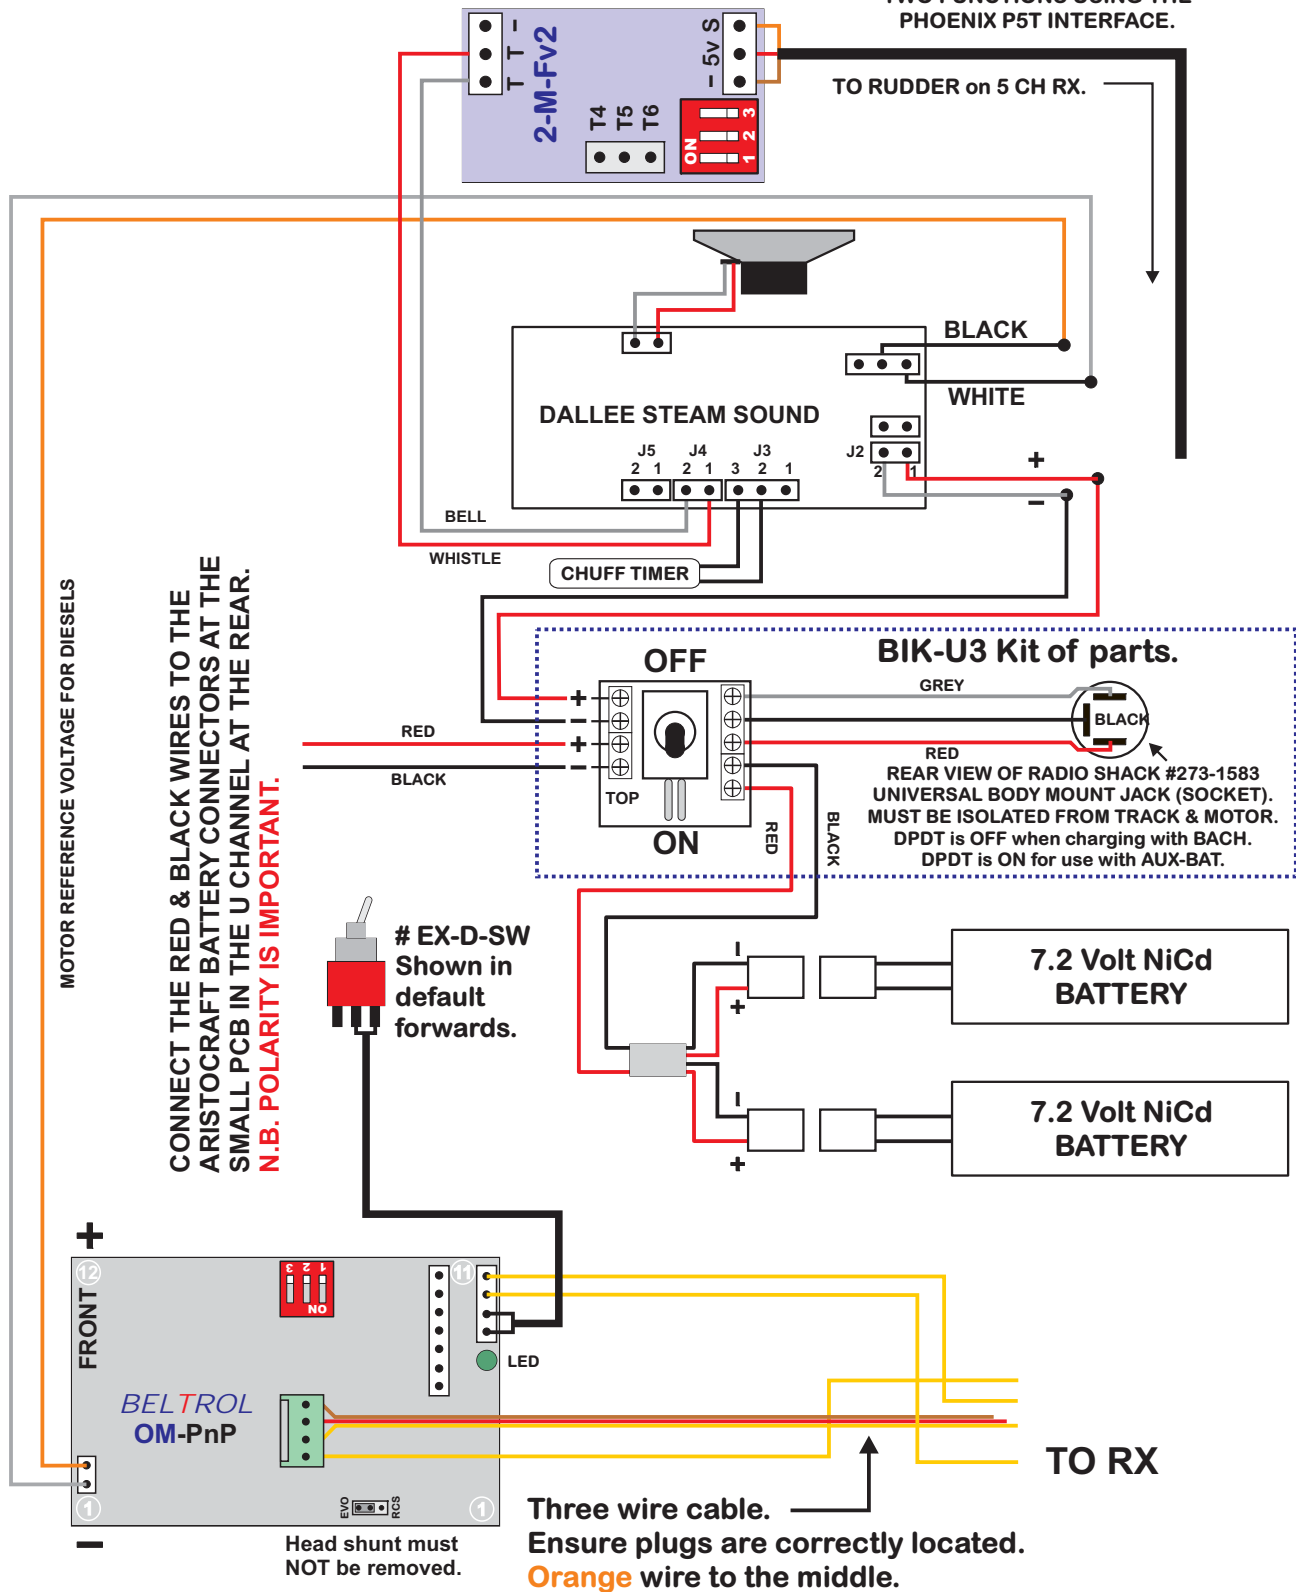 PHOENIX P5T INTERFACE.
TO RUDDER on 5 CH RX.
2-M-Fv2
T T –
– 5v S
T4
T5
T6
ON
1 2 3
BLACK
WHITE
DALLEE STEAM SOUND
J5
J4
J3
J2
2 1
2 1
3 2 1
2 1
+
–
BELL
WHISTLE
CHUFF TIMER
MOTOR REFERENCE VOLTAGE FOR DIESELS
CONNECT THE RED & BLACK WIRES TO THE
ARISTOCRAFT BATTERY CONNECTORS AT THE
SMALL PCB IN THE U CHANNEL AT THE REAR.
N.B. POLARITY IS IMPORTANT.
BIK-U3 Kit of parts.
OFF
GREY
BLACK
RED
+
–
+
–
RED
BLACK
TOP
ON
RED
BLACK
REAR VIEW OF RADIO SHACK #273-1583
UNIVERSAL BODY MOUNT JACK (SOCKET).
MUST BE ISOLATED FROM TRACK & MOTOR.
DPDT is OFF when charging with BACH.
DPDT is ON for use with AUX-BAT.
# EX-D-SW
Shown in
default
forwards.
–
+
7.2 Volt NiCd
BATTERY
–
+
7.2 Volt NiCd
BATTERY
+
12
FRONT
1 2 3
ON
11
LED
BELTROL
OM-PnP
1
EVO
RCS
1
–
Head shunt must
NOT be removed.
TO RX
Three wire cable.
Ensure plugs are correctly located.
Orange wire to the middle.